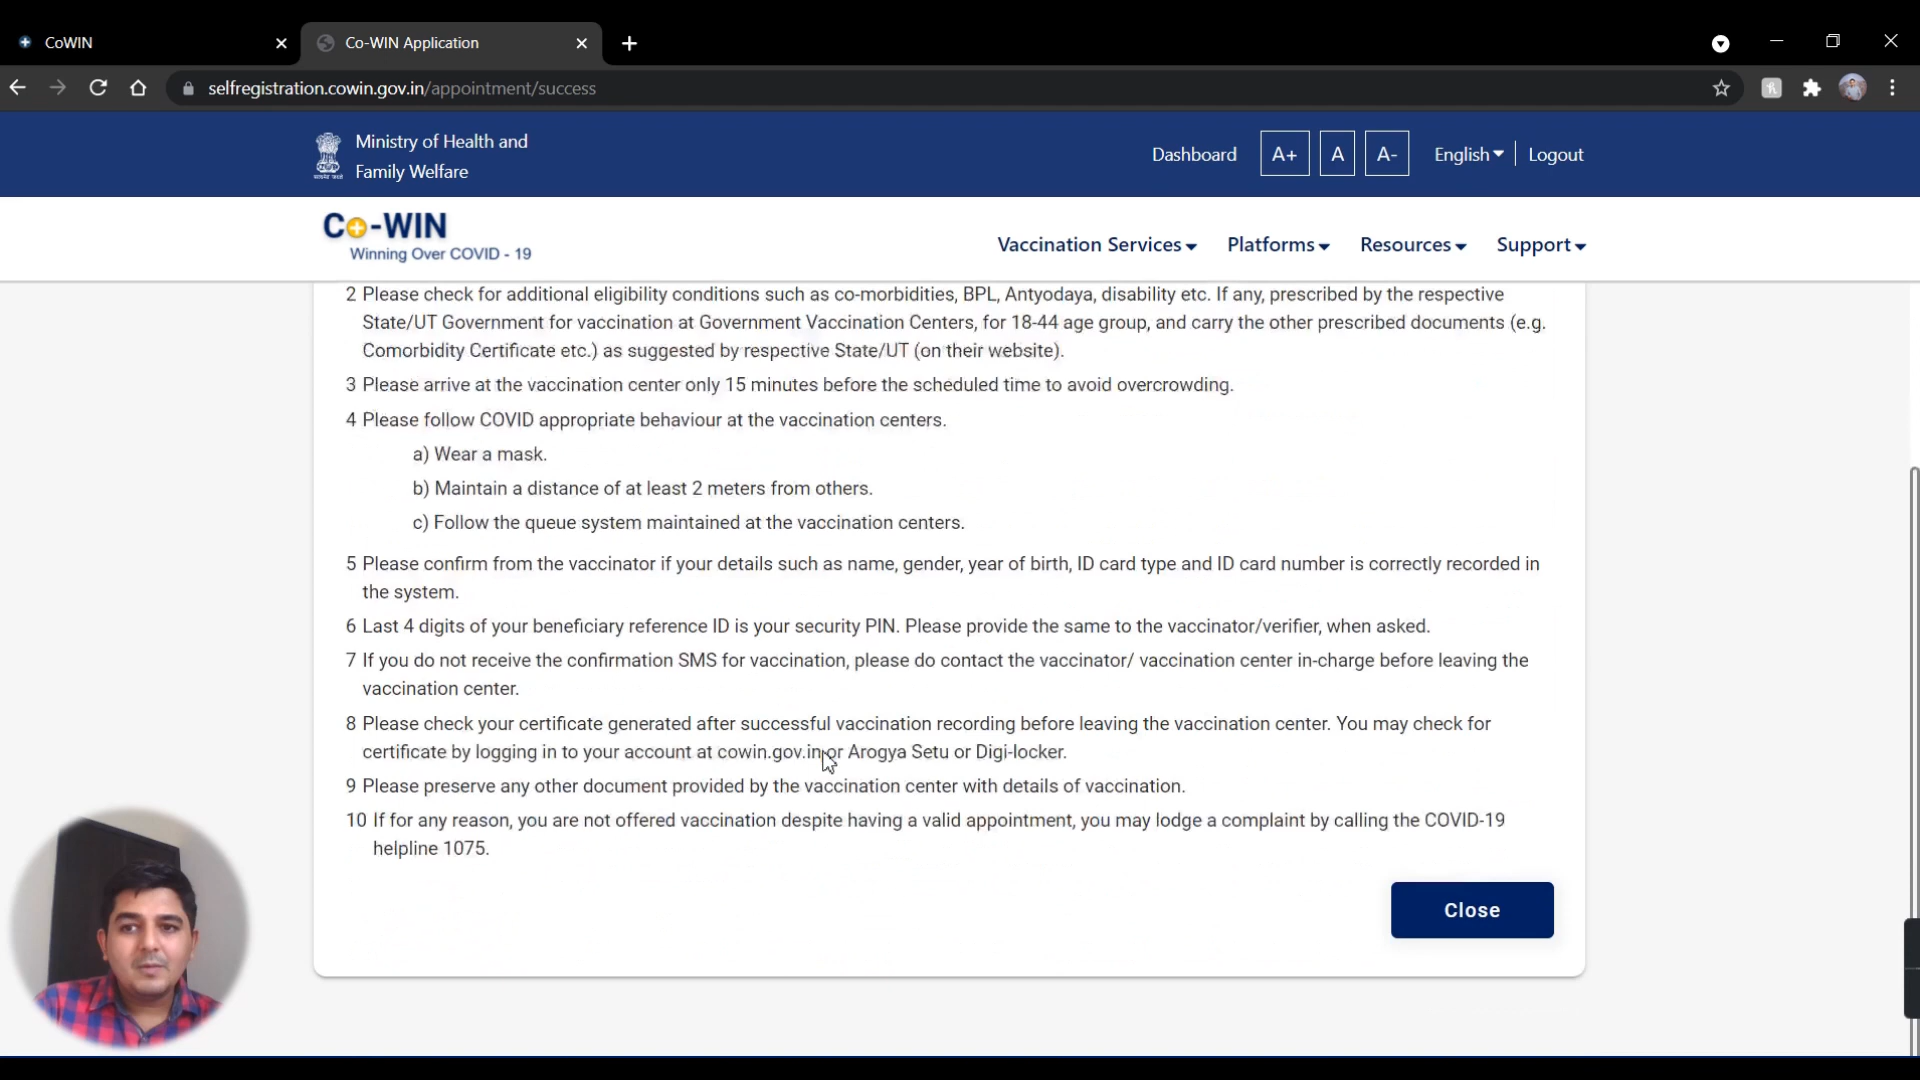 CoWIN
Co-WIN Application
selfregistration.cowin.gov.in/appointment/success
Ministry of Health and
Family Welfare
Dashboard A+ A A- English Logout
Co-WIN
Winning Over COVID - 19
Vaccination Services Platforms Resources Support
2 Please check for additional eligibility conditions such as co-morbidities, BPL, Antyodaya, disability etc. If any, prescribed by the respective
State/UT Government for vaccination at Government Vaccination Centers, for 18-44 age group, and carry the other prescribed documents (e.g.
Comorbidity Certificate etc.) as suggested by respective State/UT (on their website).
3 Please arrive at the vaccination center only 15 minutes before the scheduled time to avoid overcrowding.
4 Please follow COVID appropriate behaviour at the vaccination centers.
a) Wear a mask.
b) Maintain a distance of at least 2 meters from others.
c) Follow the queue system maintained at the vaccination centers.
5 Please confirm from the vaccinator if your details such as name, gender, year of birth, ID card type and ID card number is correctly recorded in
the system.
6 Last 4 digits of your beneficiary reference ID is your security PIN. Please provide the same to the vaccinator/verifier, when asked.
7 If you do not receive the confirmation SMS for vaccination, please do contact the vaccinator/ vaccination center in-charge before leaving the
vaccination center.
8 Please check your certificate generated after successful vaccination recording before leaving the vaccination center. You may check for
certificate by logging in to your account at cowin.gov.in or Arogya Setu or Digi-locker.
9 Please preserve any other document provided by the vaccination center with details of vaccination.
10 If for any reason, you are not offered vaccination despite having a valid appointment, you may lodge a complaint by calling the COVID-19
helpline 1075.
Close